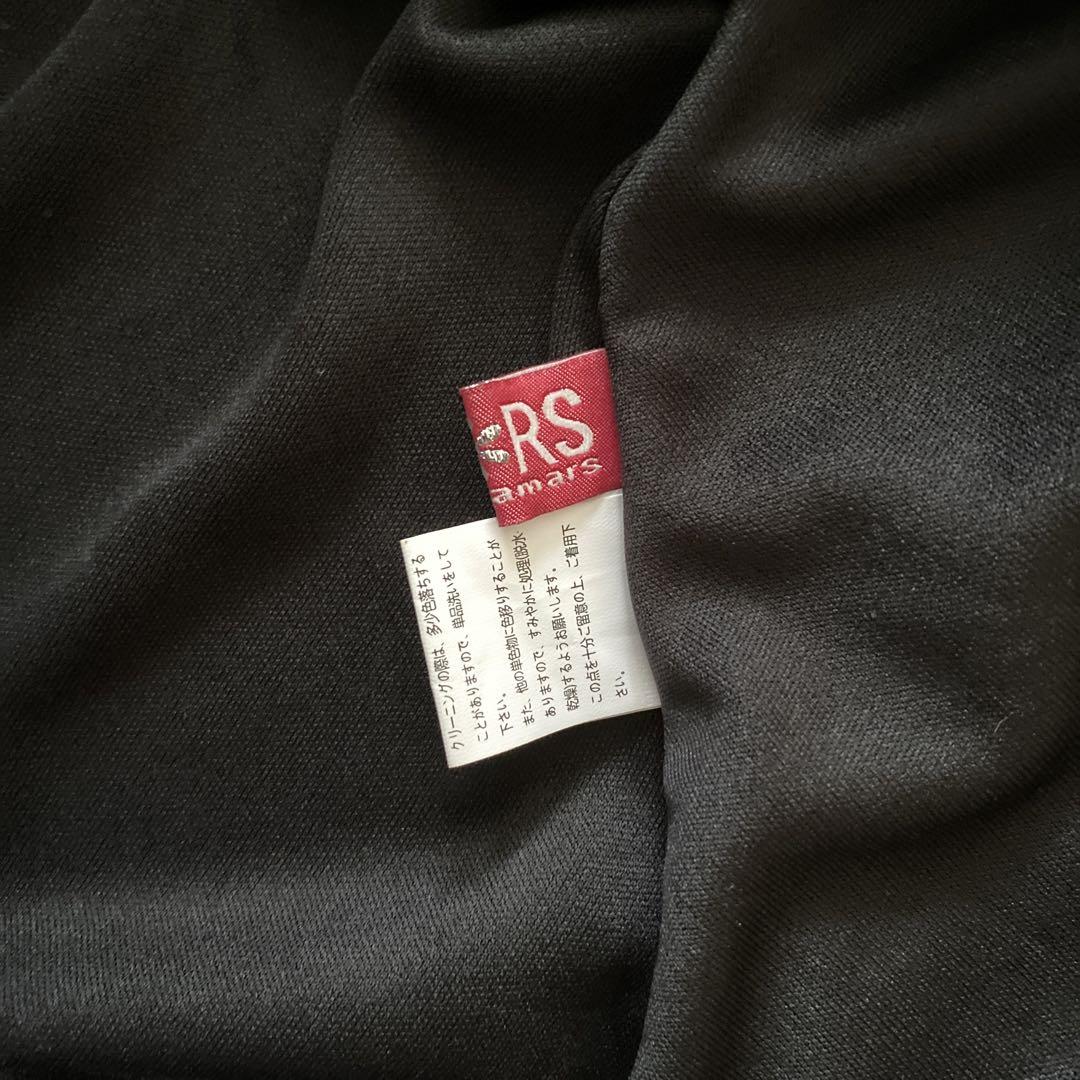 RS
amars
クリーニングの際は、多少色落ちする
ことがありますので、単品洗いをして
下さい。
また、他の単色物に色移りすることが
ありますので、すみやかに処理(脱水・
乾燥)するようお願いします。
この点を十分ご留意の上、ご着用下
さい。